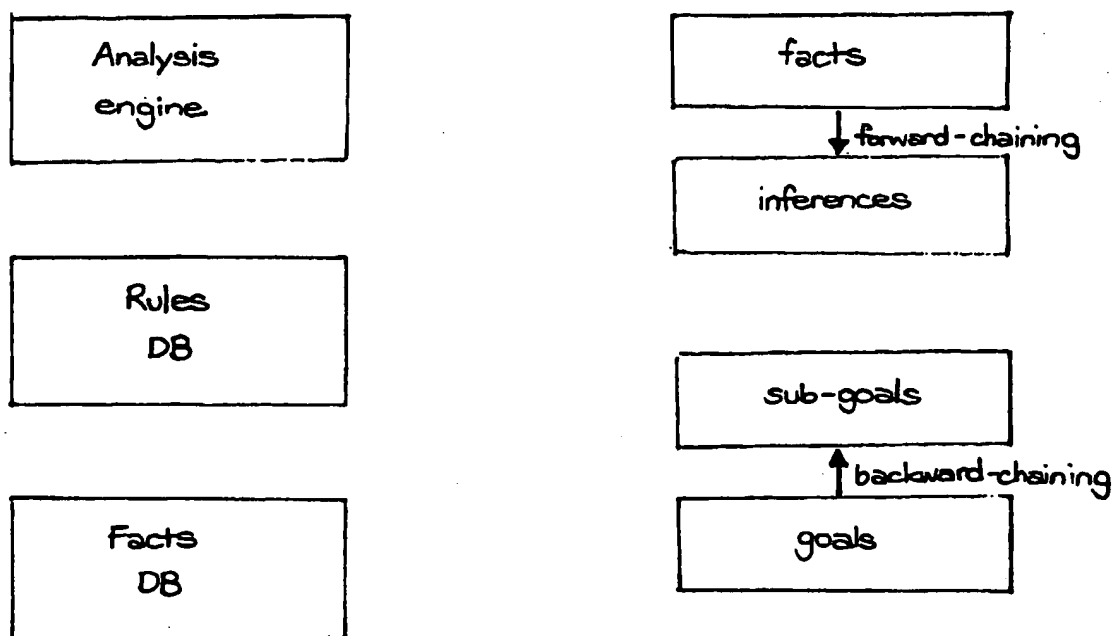 Analysis
engine
Rules
DB
Facts
DB
facts
forward-chaining
inferences
sub-goals
backward-chaining
goals